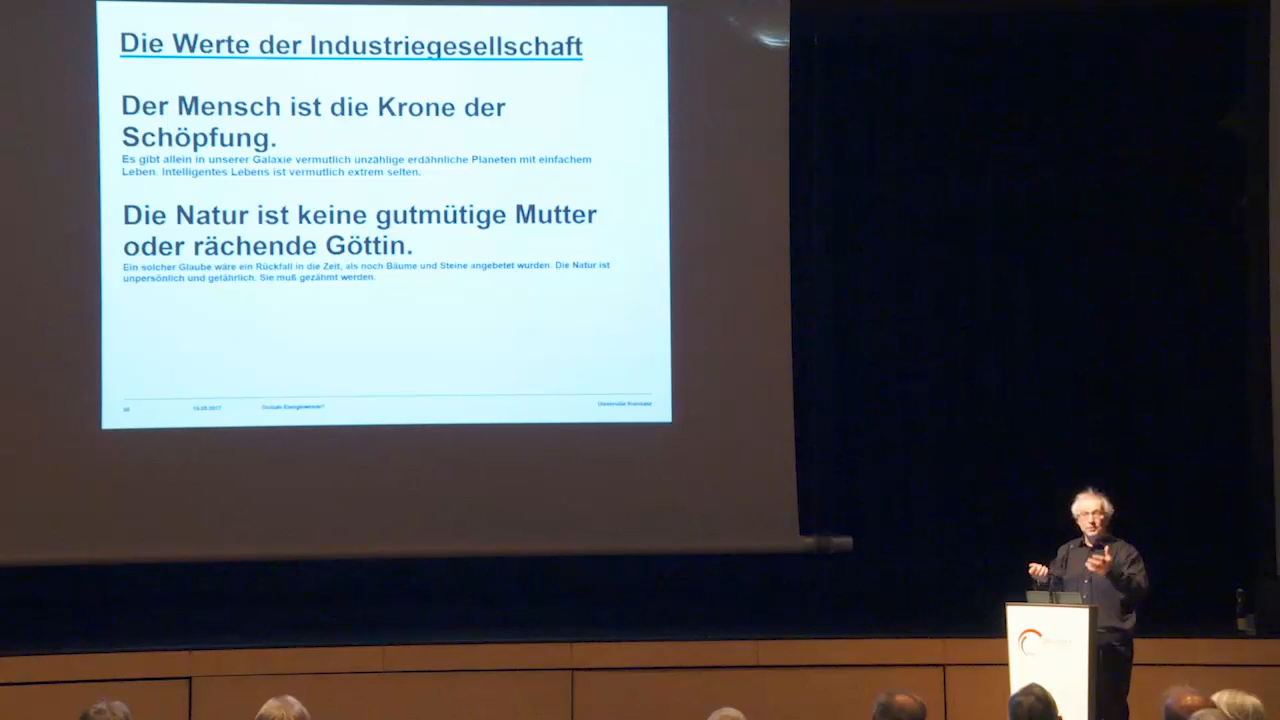 Die Werte der Industriegesellschaft
Der Mensch ist die Krone der
Schöpfung.
Es gibt allein in unserer Galaxie vermutlich unzählige erdähnliche Planeten mit einfachem
Leben. Intelligentes Lebens ist vermutlich extrem selten.
Die Natur ist keine gutmütige Mutter
oder rächende Göttin.
Ein solcher Glaube wäre ein Rückfall in die Zeit, als noch Bäume und Steine angebetet wurden. Die Natur ist
unpersönlich und gefährlich. Sie muß gezähmt werden.